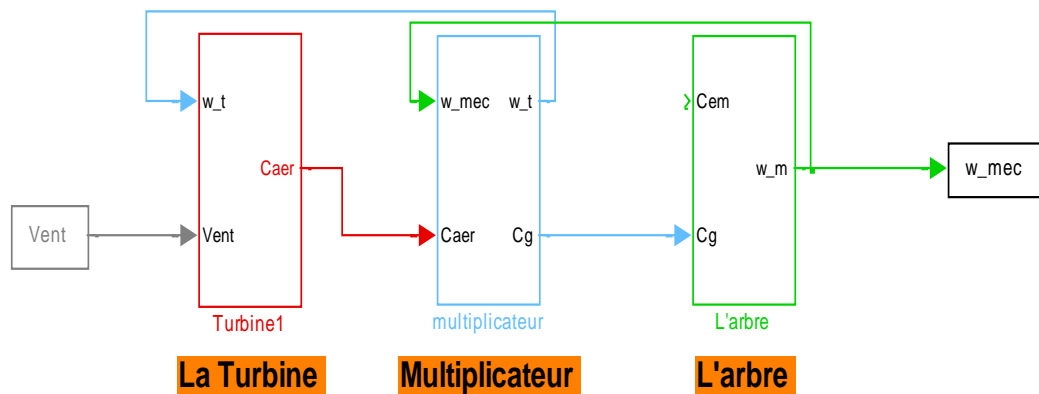 w_t
w_mec
w_t
Cem
Caer
w_m
w_mec
Vent
Vent
Caer
Cg
Cg
Turbine1
multiplicateur
L'arbre
La Turbine
Multiplicateur
L'arbre